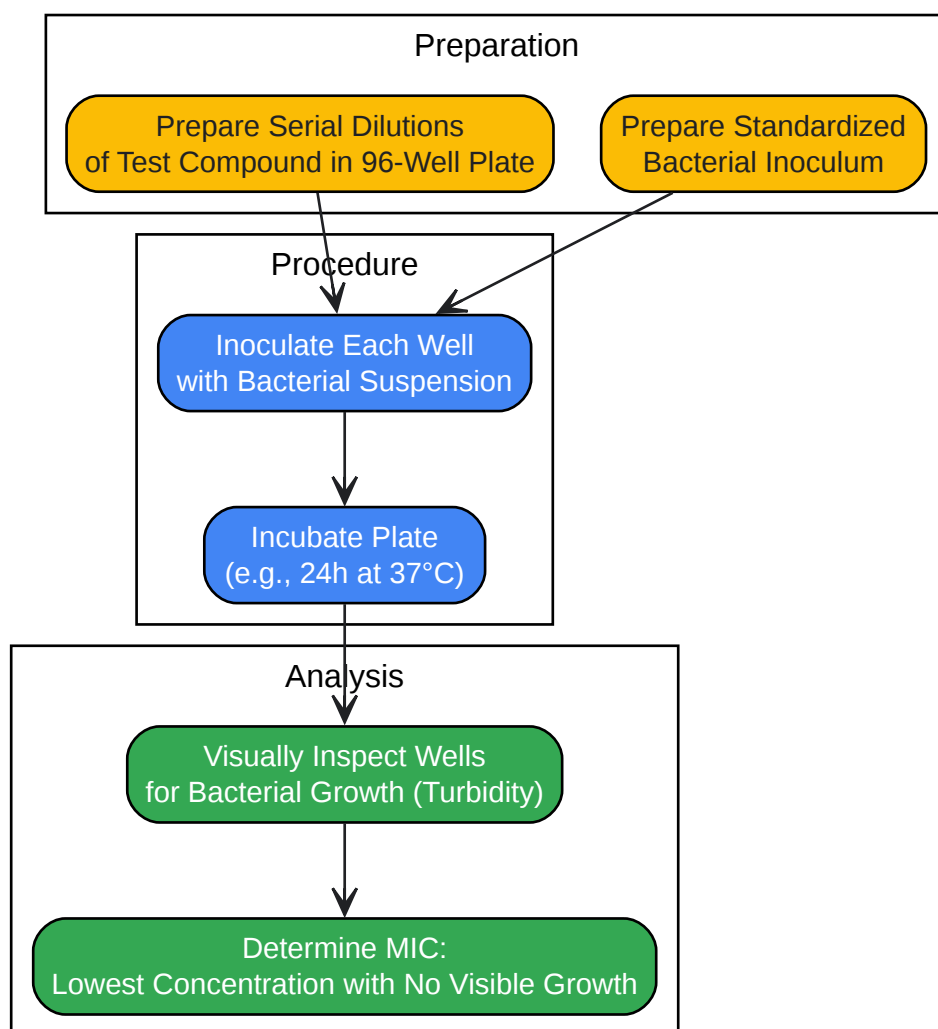 Preparation
Prepare Serial Dilutions
of Test Compound in 96-Well Plate
Prepare Standardized
Bacterial Inoculum
Procedure
Inoculate Each Well
with Bacterial Suspension
Incubate Plate
(e.g., 24h at 37°C)
Analysis
Visually Inspect Wells
for Bacterial Growth (Turbidity)
Determine MIC:
Lowest Concentration with No Visible Growth